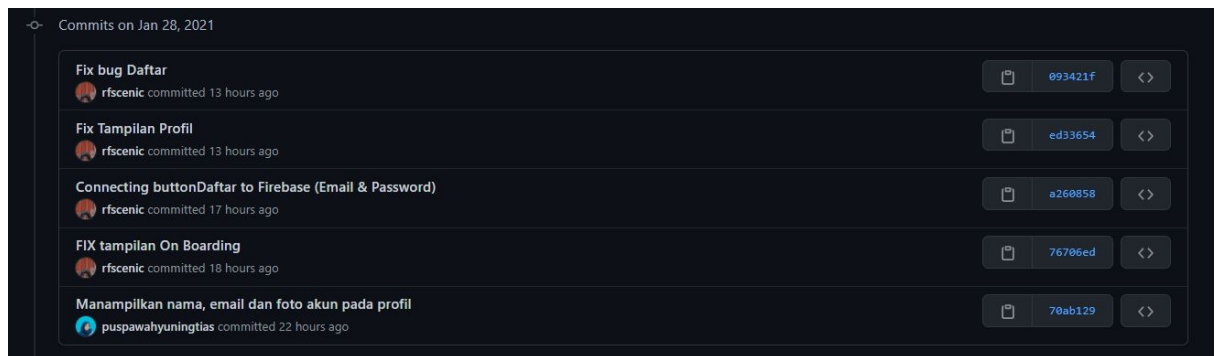 Commits on Jan 28, 2021
Fix bug Daftar
093421f
rfscenic committed 13 hours ago
Fix Tampilan Profil
ed33654
rfscenic committed 13 hours ago
Connecting buttonDaftar to Firebase (Email & Password)
a260858
rfscenic committed 17 hours ago
FIX tampilan On Boarding
76706ed
rfscenic committed 18 hours ago
Manampilkan nama, email dan foto akun pada profil
70ab129
puspawahyuningtias committed 22 hours ago